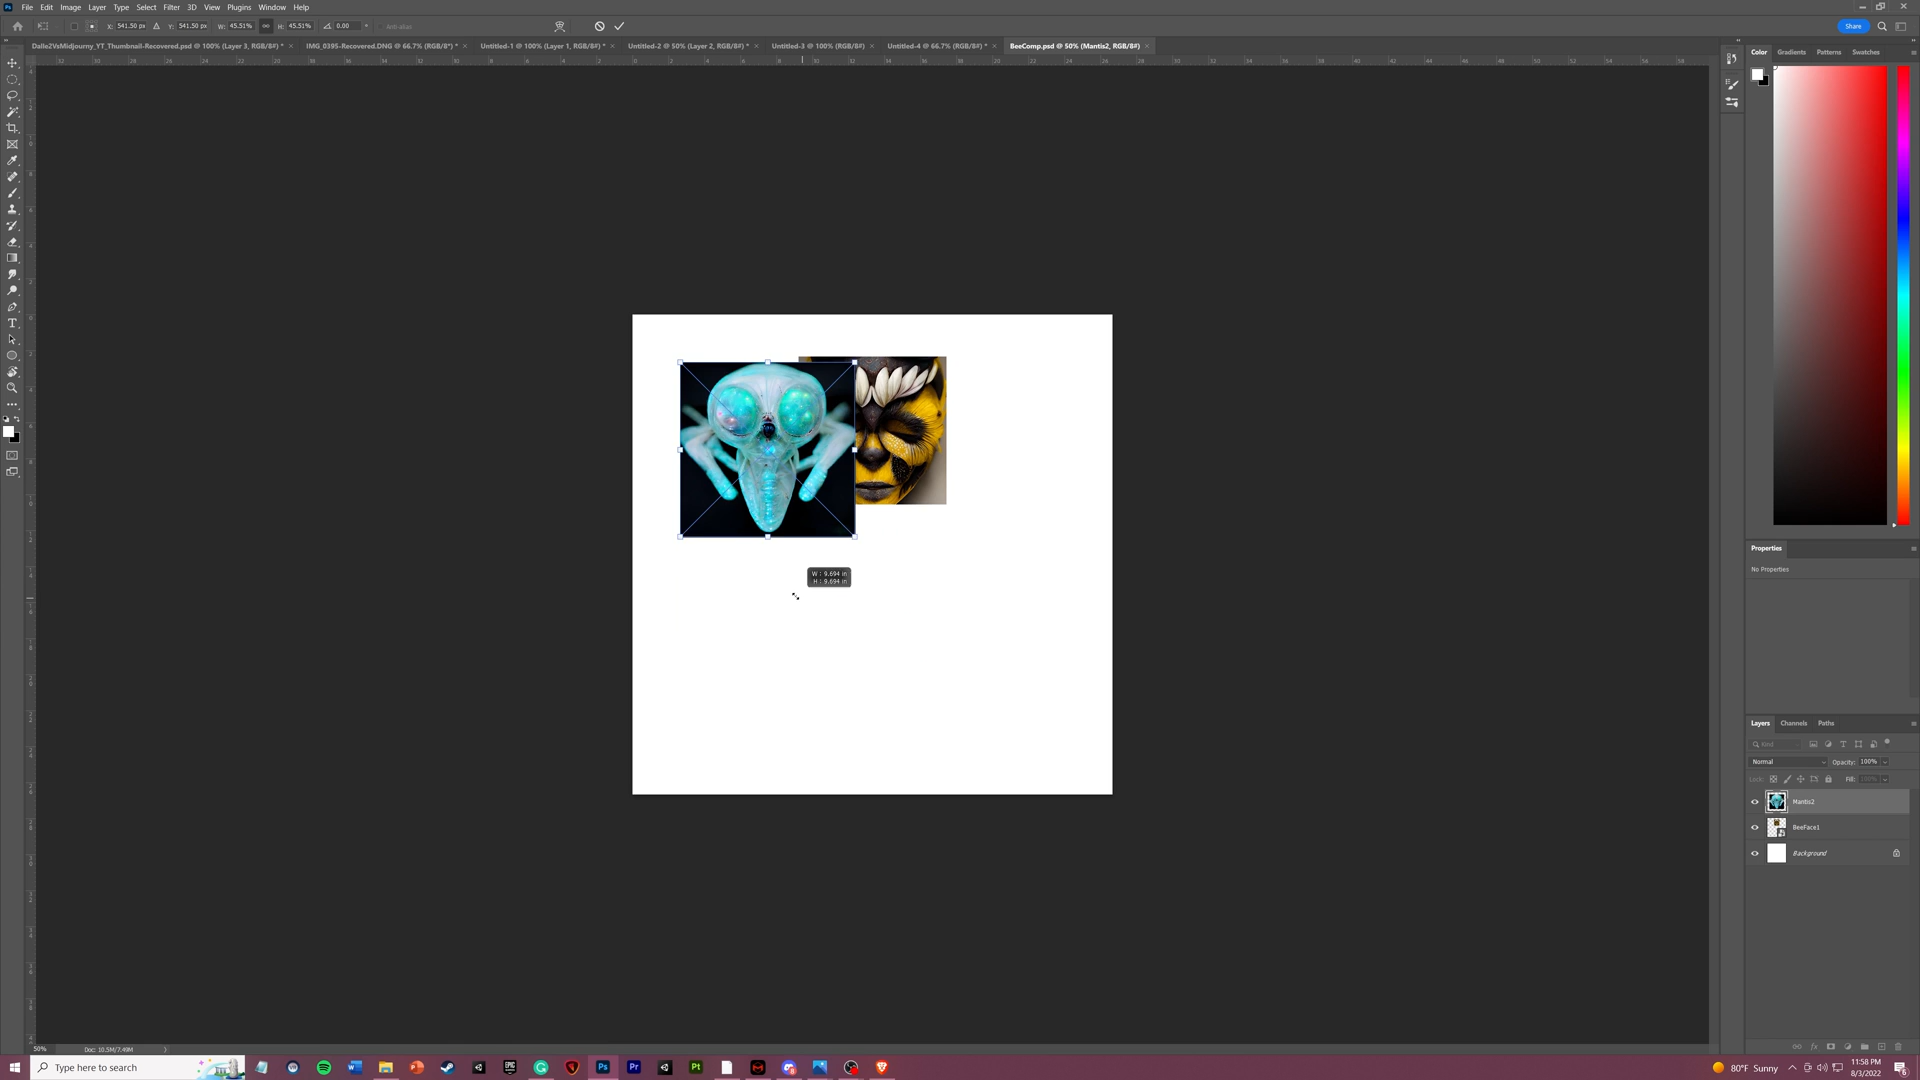 File Edit Image Layer Type Select Filter 3D View Plugins Window Help
X: 541.50 px Y: 541.50 px W: 45.51% H: 45.51% 0.00 ° Anti-alias Share
Dalle2VsMidjourney_YT_Thumbnail-Recovered.psd @ 100% (Layer 3, RGB/8#) * × IMG_0395-Recovered.DNG @ 66.7% (RGB/8*) * × Untitled-1 @ 100% (Layer 1, RGB/8#) * × Untitled-2 @ 50% (Layer 2, RGB/8#) * × Untitled-3 @ 100% (RGB/8#) × Untitled-4 @ 66.7% (RGB/8#) * × BeeComp.psd @ 50% (Mantis2, RGB/8#) ×
Color Gradients Patterns Swatches
W : 9.694 in
H : 9.694 in
Properties
No Properties
Layers Channels Paths
Kind
Normal Opacity: 100%
Lock: Fill: 100%
Mantis2
BeeFace1
Background
50% Doc: 10.5M/7.49M
Type here to search
80°F Sunny
11:58 PM
8/3/2022